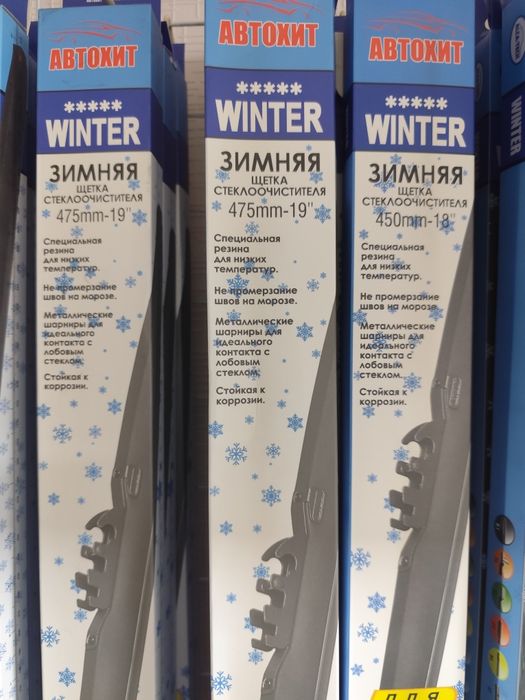 АВТОХИТ
*****
WINTER
ЗИМНЯЯ
ЩЕТКА
СТЕКЛООЧИСТИТЕЛЯ
475mm-19"
Специальная
резина
для низких
температур.
Не промерзание
швов на морозе.
Металлические
шарниры для
идеального
контакта с
лобовым
стеклом.
Стойкая к
коррозии.
АВТОХИТ
*****
WINTER
ЗИМНЯЯ
ЩЕТКА
СТЕКЛООЧИСТИТЕЛЯ
475mm-19"
Специальная
резина
для низких
температур.
Не промерзание
швов на морозе.
Металлические
шарниры для
идеального
контакта с
лобовым
стеклом.
Стойкая к
коррозии.
АВТОХИТ
*****
WINTER
ЗИМНЯЯ
ЩЕТКА
СТЕКЛООЧИСТИТЕЛЯ
450mm-18"
Специальная
резина
для низких
температур.
Не промерзание
швов на морозе.
Металлические
шарниры для
идеального
контакта с
лобовым
стеклом.
Стойкая к
коррозии.
ДЛЯ
WINTER